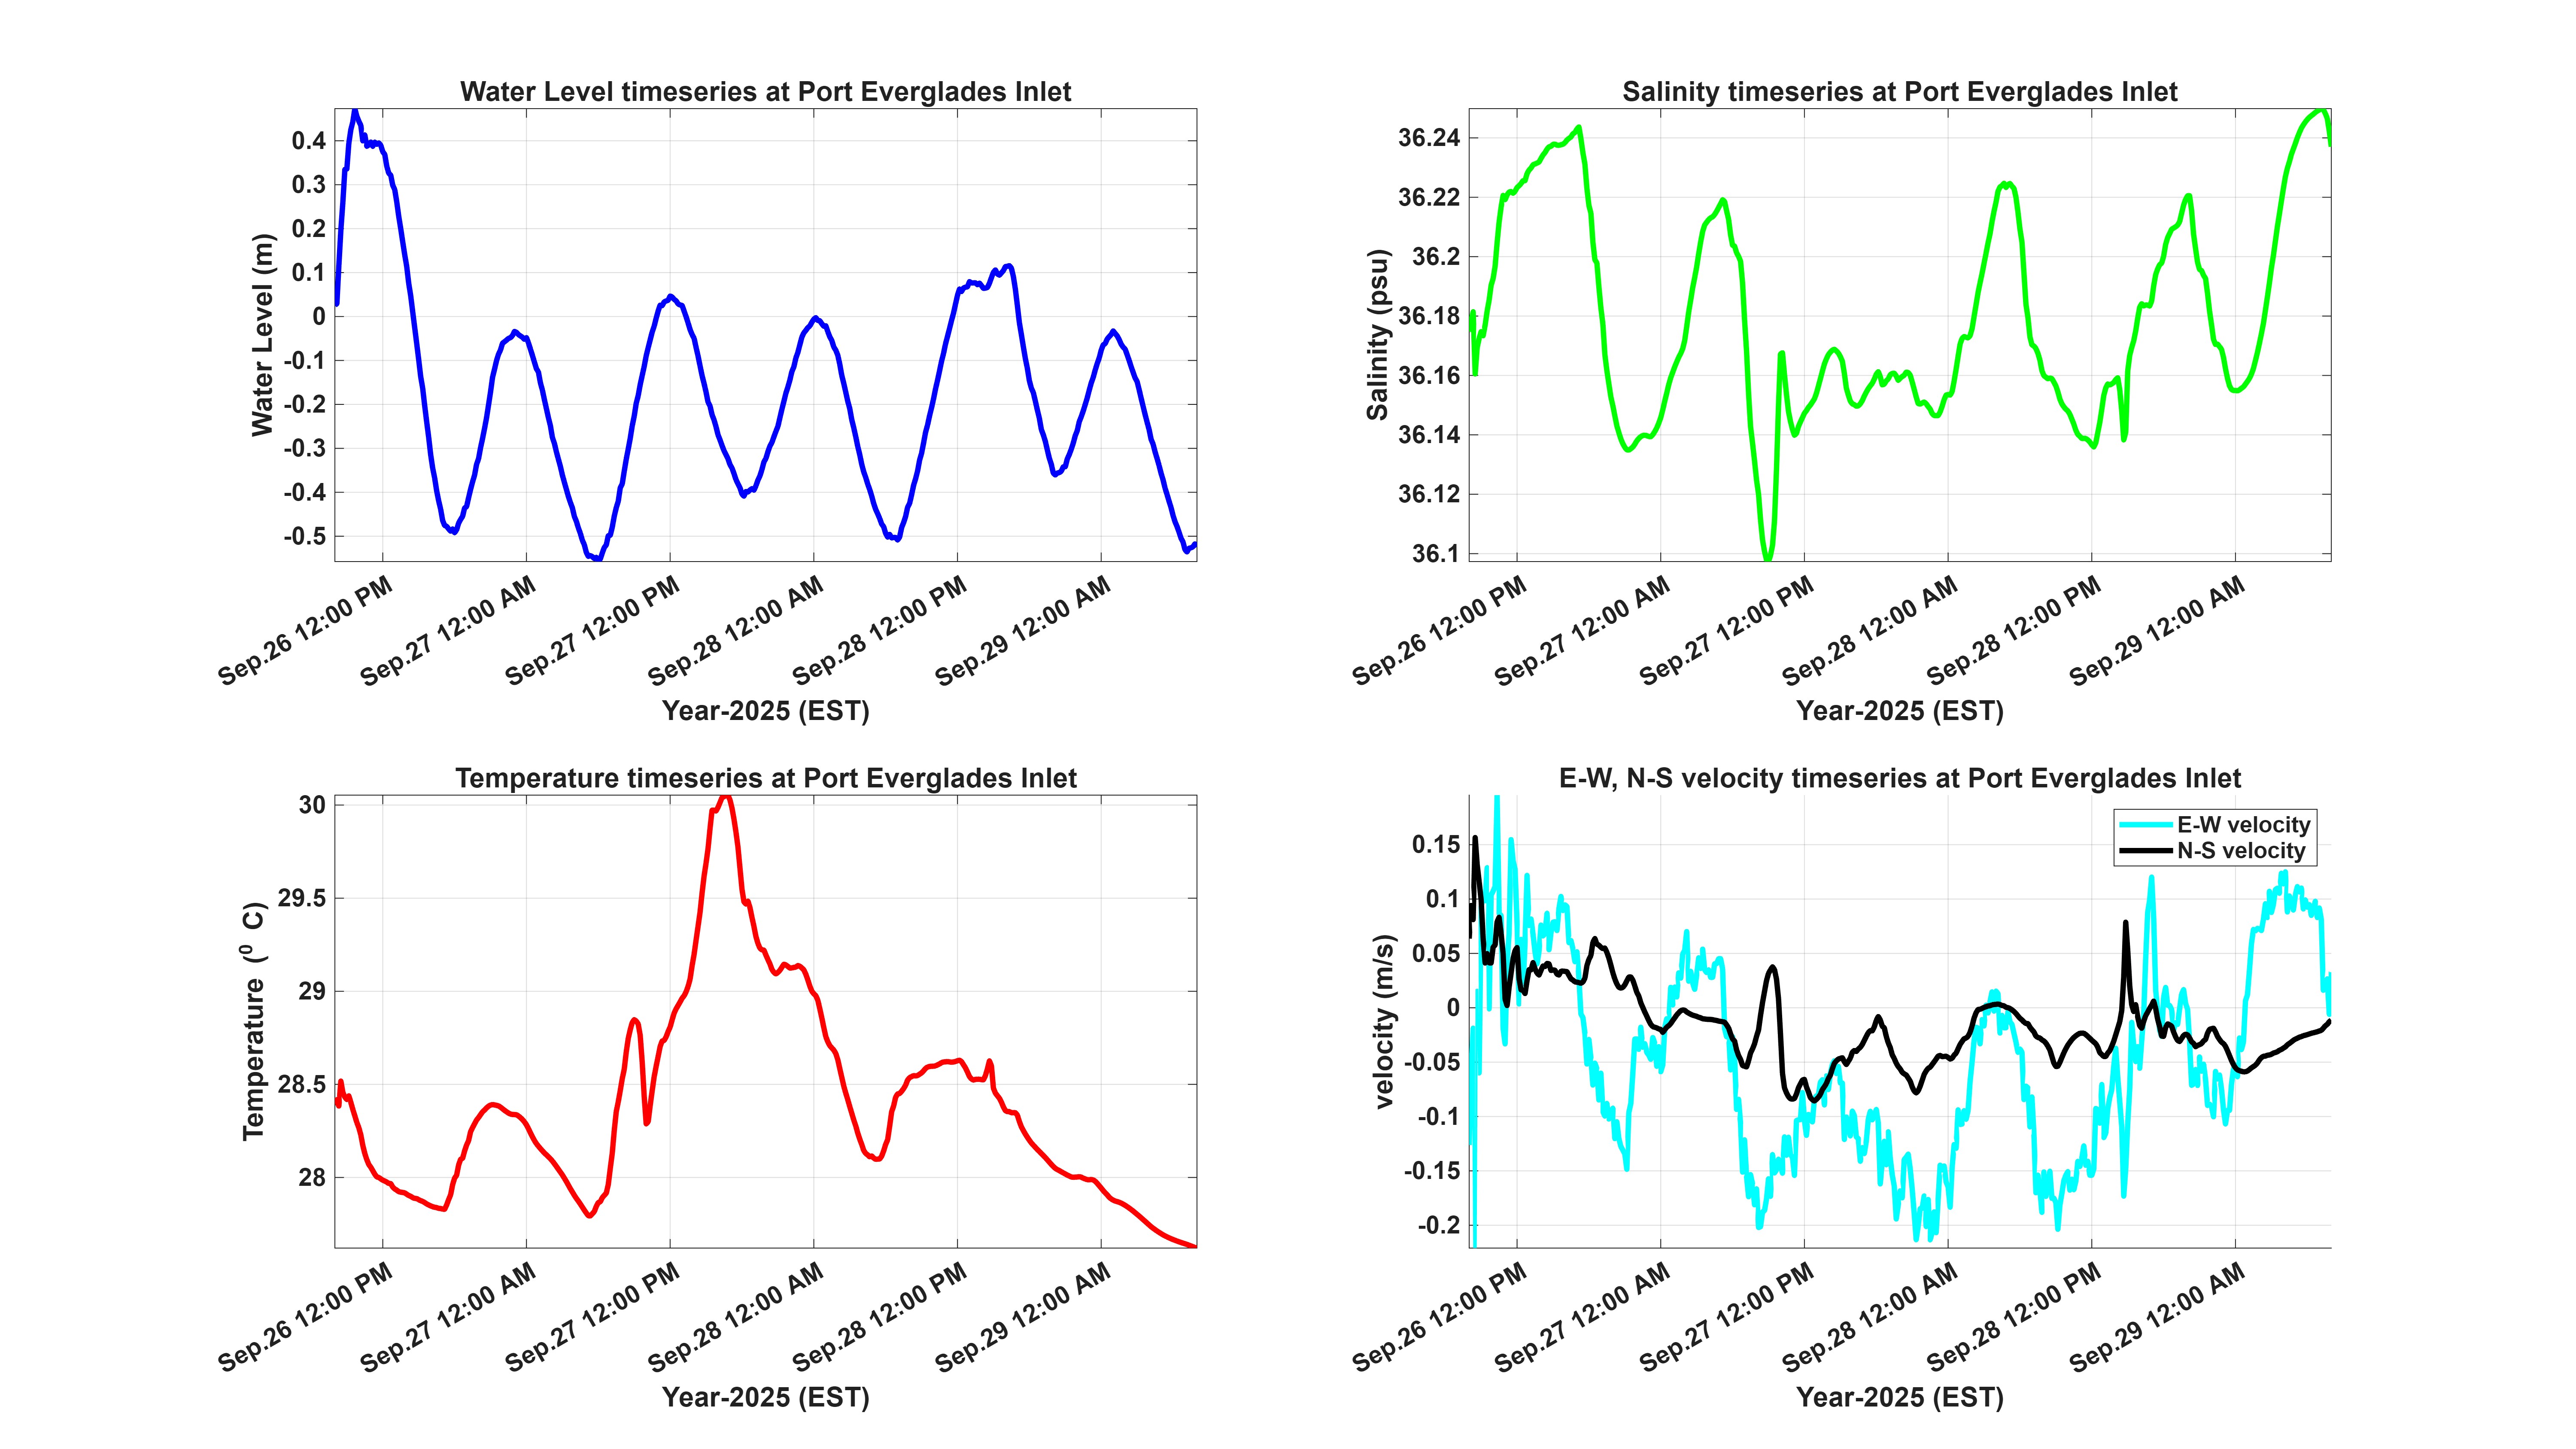 Water Level timeseries at Port Everglades Inlet
Water Level (m)
0.4
0.3
0.2
0.1
0
-0.1
-0.2
-0.3
-0.4
-0.5
Sep.26 12:00 PM
Sep.27 12:00 AM
Sep.27 12:00 PM
Sep.28 12:00 AM
Sep.28 12:00 PM
Sep.29 12:00 AM
Year-2025 (EST)
Salinity timeseries at Port Everglades Inlet
Salinity (psu)
36.24
36.22
36.2
36.18
36.16
36.14
36.12
36.1
Sep.26 12:00 PM
Sep.27 12:00 AM
Sep.27 12:00 PM
Sep.28 12:00 AM
Sep.28 12:00 PM
Sep.29 12:00 AM
Year-2025 (EST)
Temperature timeseries at Port Everglades Inlet
Temperature (⁰ C)
30
29.5
29
28.5
28
Sep.26 12:00 PM
Sep.27 12:00 AM
Sep.27 12:00 PM
Sep.28 12:00 AM
Sep.28 12:00 PM
Sep.29 12:00 AM
Year-2025 (EST)
E-W, N-S velocity timeseries at Port Everglades Inlet
velocity (m/s)
0.15
0.1
0.05
0
-0.05
-0.1
-0.15
-0.2
E-W velocity
N-S velocity
Sep.26 12:00 PM
Sep.27 12:00 AM
Sep.27 12:00 PM
Sep.28 12:00 AM
Sep.28 12:00 PM
Sep.29 12:00 AM
Year-2025 (EST)